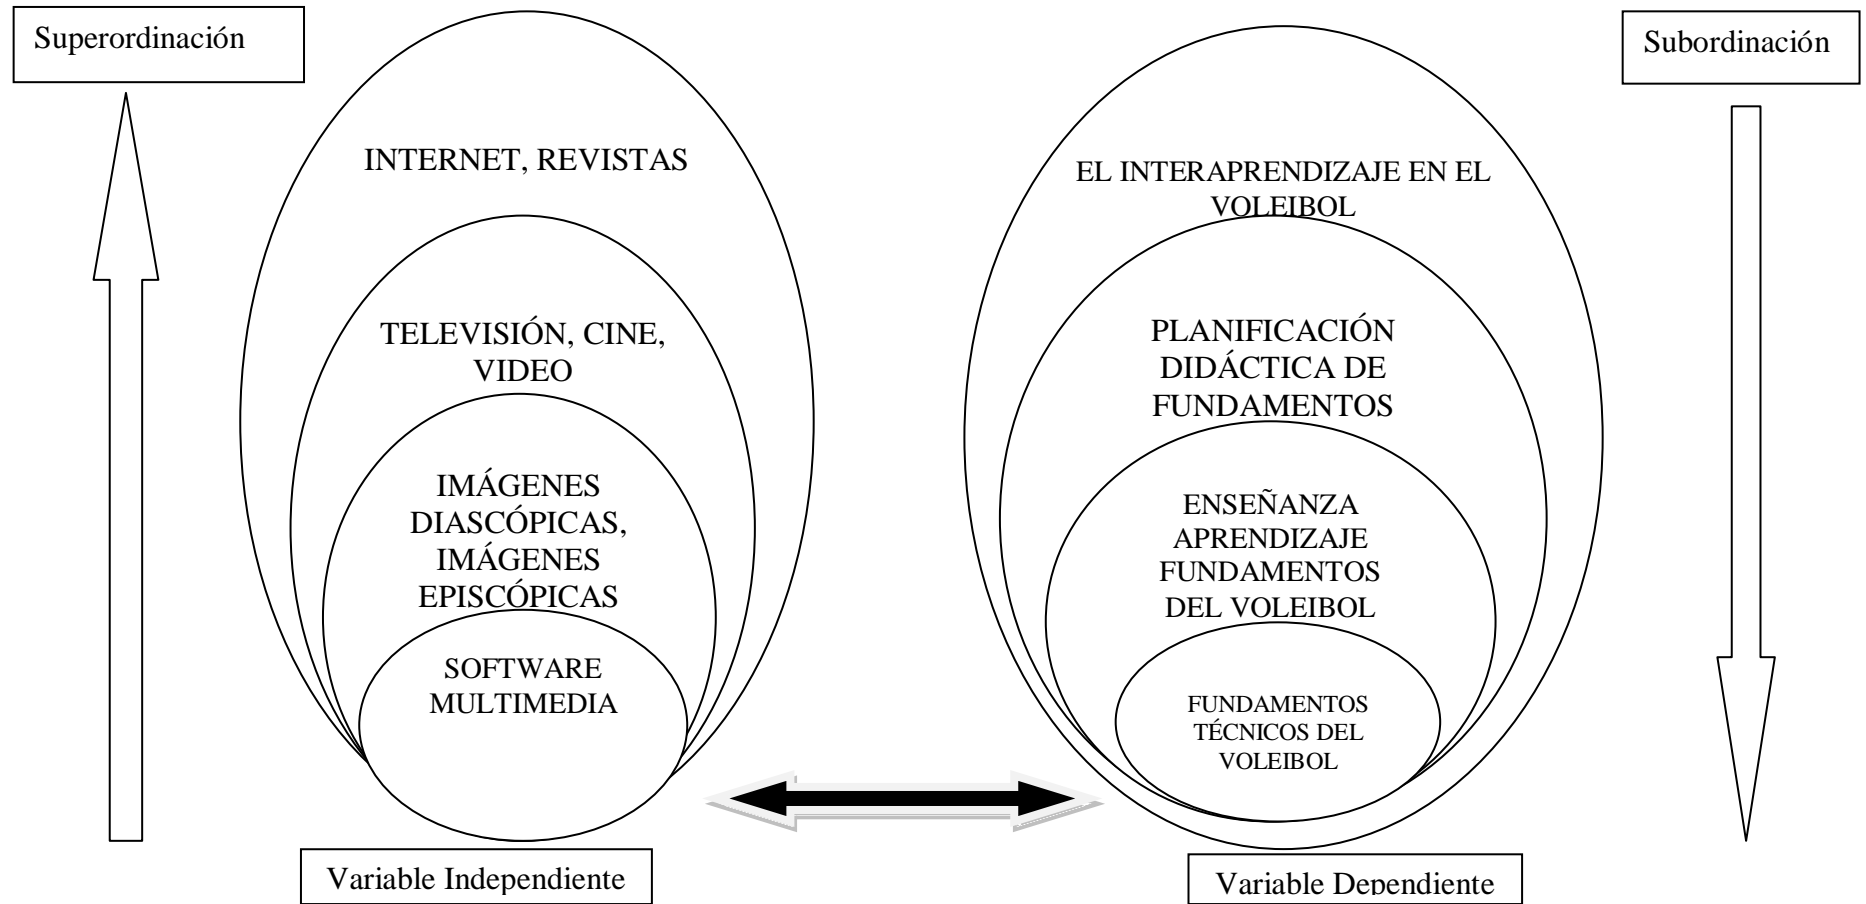 Superordinación
Subordinación
INTERNET, REVISTAS
TELEVISIÓN, CINE,
VIDEO
IMÁGENES
DIASCÓPICAS,
IMÁGENES
EPISCÓPICAS
SOFTWARE
MULTIMEDIA
Variable Independiente
EL INTERAPRENDIZAJE EN EL
VOLEIBOL
PLANIFICACIÓN
DIDÁCTICA DE
FUNDAMENTOS
ENSEÑANZA
APRENDIZAJE
FUNDAMENTOS
DEL VOLEIBOL
FUNDAMENTOS
TÉCNICOS DEL
VOLEIBOL
Variable Dependiente